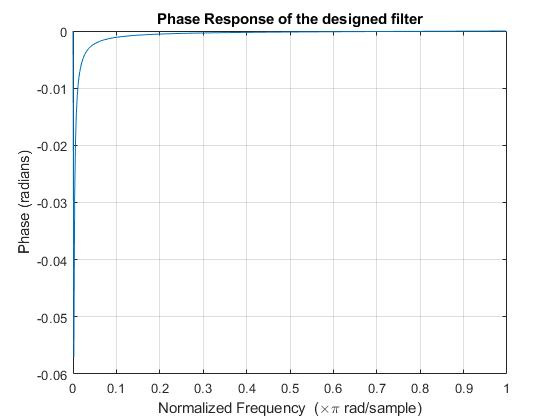 Phase Response of the designed filter
0
-0.01
-0.02
-0.03
-0.04
-0.05
-0.06
Phase (radians)
0 0.1 0.2 0.3 0.4 0.5 0.6 0.7 0.8 0.9 1
Normalized Frequency (×π rad/sample)